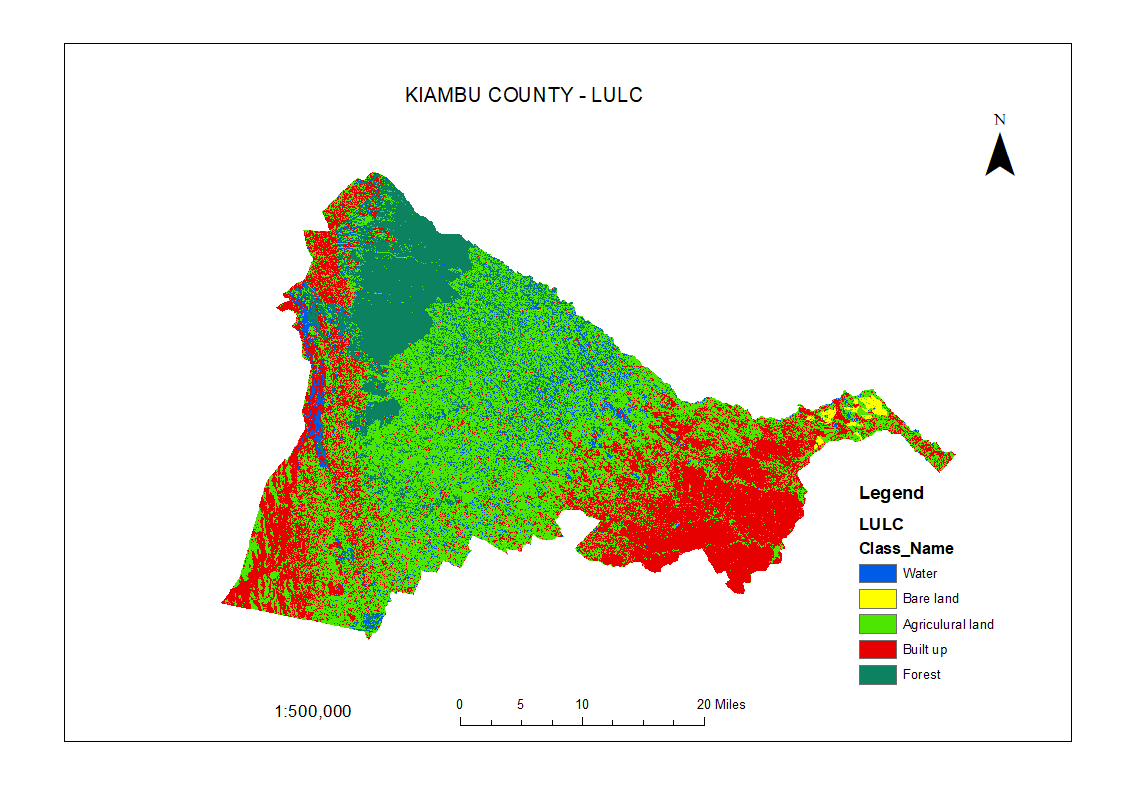 KIAMBU COUNTY - LULC
N
Legend
LULC
Class_Name
Water
Bare land
Agriculural land
Built up
Forest
1:500,000
0 5 10 20 Miles